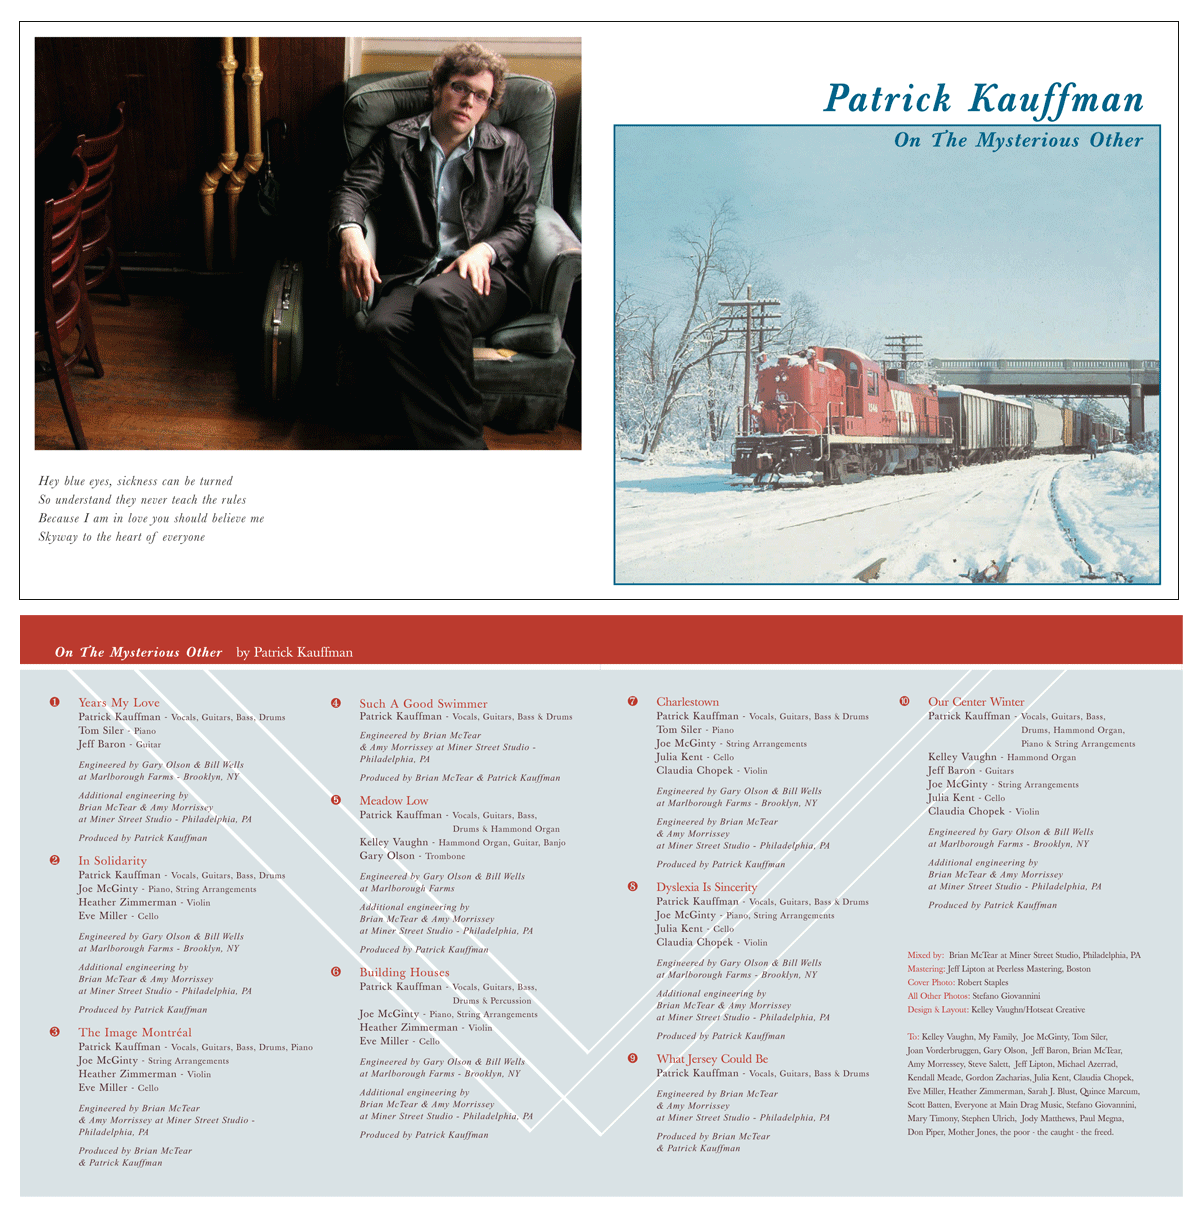 Patrick Kauffman
On The Mysterious Other
Hey blue eyes, sickness can be turned
So understand they never teach the rules
Because I am in love you should believe me
Skyway to the heart of everyone
On The Mysterious Other by Patrick Kauffman
1 Years My Love
Patrick Kauffman - Vocals, Guitars, Bass, Drums
Tom Siler - Piano
Jeff Baron - Guitar
Engineered by Gary Olson & Bill Wells
at Marlborough Farms - Brooklyn, NY
Additional engineering by
Brian McTear & Amy Morrissey
at Miner Street Studio - Philadelphia, PA
Produced by Patrick Kauffman
2 In Solidarity
Patrick Kauffman - Vocals, Guitars, Bass, Drums
Joe McGinty - Piano, String Arrangements
Heather Zimmerman - Violin
Eve Miller - Cello
Engineered by Gary Olson & Bill Wells
at Marlborough Farms - Brooklyn, NY
Additional engineering by
Brian McTear & Amy Morrissey
at Miner Street Studio - Philadelphia, PA
Produced by Patrick Kauffman
3 The Image Montréal
Patrick Kauffman - Vocals, Guitars, Bass, Drums, Piano
Joe McGinty - String Arrangements
Heather Zimmerman - Violin
Eve Miller - Cello
Engineered by Brian McTear
& Amy Morrissey at Miner Street Studio -
Philadelphia, PA
Produced by Brian McTear
& Patrick Kauffman
4 Such A Good Swimmer
Patrick Kauffman - Vocals, Guitars, Bass & Drums
Engineered by Brian McTear
& Amy Morrissey at Miner Street Studio -
Philadelphia, PA
Produced by Brian McTear & Patrick Kauffman
5 Meadow Low
Patrick Kauffman - Vocals, Guitars, Bass,
Drums & Hammond Organ
Kelley Vaughn - Hammond Organ, Guitar, Banjo
Gary Olson - Trombone
Engineered by Gary Olson & Bill Wells
at Marlborough Farms
Additional engineering by
Brian McTear & Amy Morrissey
at Miner Street Studio - Philadelphia, PA
Produced by Patrick Kauffman
6 Building Houses
Patrick Kauffman - Vocals, Guitars, Bass,
Drums & Percussion
Joe McGinty - Piano, String Arrangements
Heather Zimmerman - Violin
Eve Miller - Cello
Engineered by Gary Olson & Bill Wells
at Marlborough Farms - Brooklyn, NY
Additional engineering by
Brian McTear & Amy Morrissey
at Miner Street Studio - Philadelphia, PA
Produced by Patrick Kauffman
7 Charlestown
Patrick Kauffman - Vocals, Guitars, Bass & Drums
Tom Siler - Piano
Joe McGinty - String Arrangements
Julia Kent - Cello
Claudia Chopek - Violin
Engineered by Gary Olson & Bill Wells
at Marlborough Farms - Brooklyn, NY
Engineered by Brian McTear
& Amy Morrissey
at Miner Street Studio - Philadelphia, PA
Produced by Patrick Kauffman
8 Dyslexia Is Sincerity
Patrick Kauffman - Vocals, Guitars, Bass & Drums
Joe McGinty - Piano, String Arrangements
Julia Kent - Cello
Claudia Chopek - Violin
Engineered by Gary Olson & Bill Wells
at Marlborough Farms - Brooklyn, NY
Additional engineering by
Brian McTear & Amy Morrissey
at Miner Street Studio - Philadelphia, PA
Produced by Patrick Kauffman
9 What Jersey Could Be
Patrick Kauffman - Vocals, Guitars, Bass & Drums
Engineered by Brian McTear
& Amy Morrissey
at Miner Street Studio - Philadelphia, PA
Produced by Brian McTear
& Patrick Kauffman
10 Our Center Winter
Patrick Kauffman - Vocals, Guitars, Bass,
Drums, Hammond Organ,
Piano & String Arrangements
Kelley Vaughn - Hammond Organ
Jeff Baron - Guitars
Joe McGinty - String Arrangements
Julia Kent - Cello
Claudia Chopek - Violin
Engineered by Gary Olson & Bill Wells
at Marlborough Farms - Brooklyn, NY
Additional engineering by
Brian McTear & Amy Morrissey
at Miner Street Studio - Philadelphia, PA
Produced by Patrick Kauffman
Mixed by: Brian McTear at Miner Street Studio, Philadelphia, PA
Mastering: Jeff Lipton at Peerless Mastering, Boston
Cover Photo: Robert Staples
All Other Photos: Stefano Giovannini
Design & Layout: Kelley Vaughn/Hotseat Creative
To: Kelley Vaughn, My Family, Joe McGinty, Tom Siler,
Joan Vorderbruggen, Gary Olson, Jeff Baron, Brian McTear,
Amy Morressey, Steve Salett, Jeff Lipton, Michael Azerrad,
Kendall Meade, Gordon Zacharias, Julia Kent, Claudia Chopek,
Eve Miller, Heather Zimmerman, Sarah J. Blust, Quince Marcum,
Scott Batten, Everyone at Main Drag Music, Stefano Giovannini,
Mary Timony, Stephen Ulrich, Jody Matthews, Paul Megna,
Don Piper, Mother Jones, the poor - the caught - the freed.